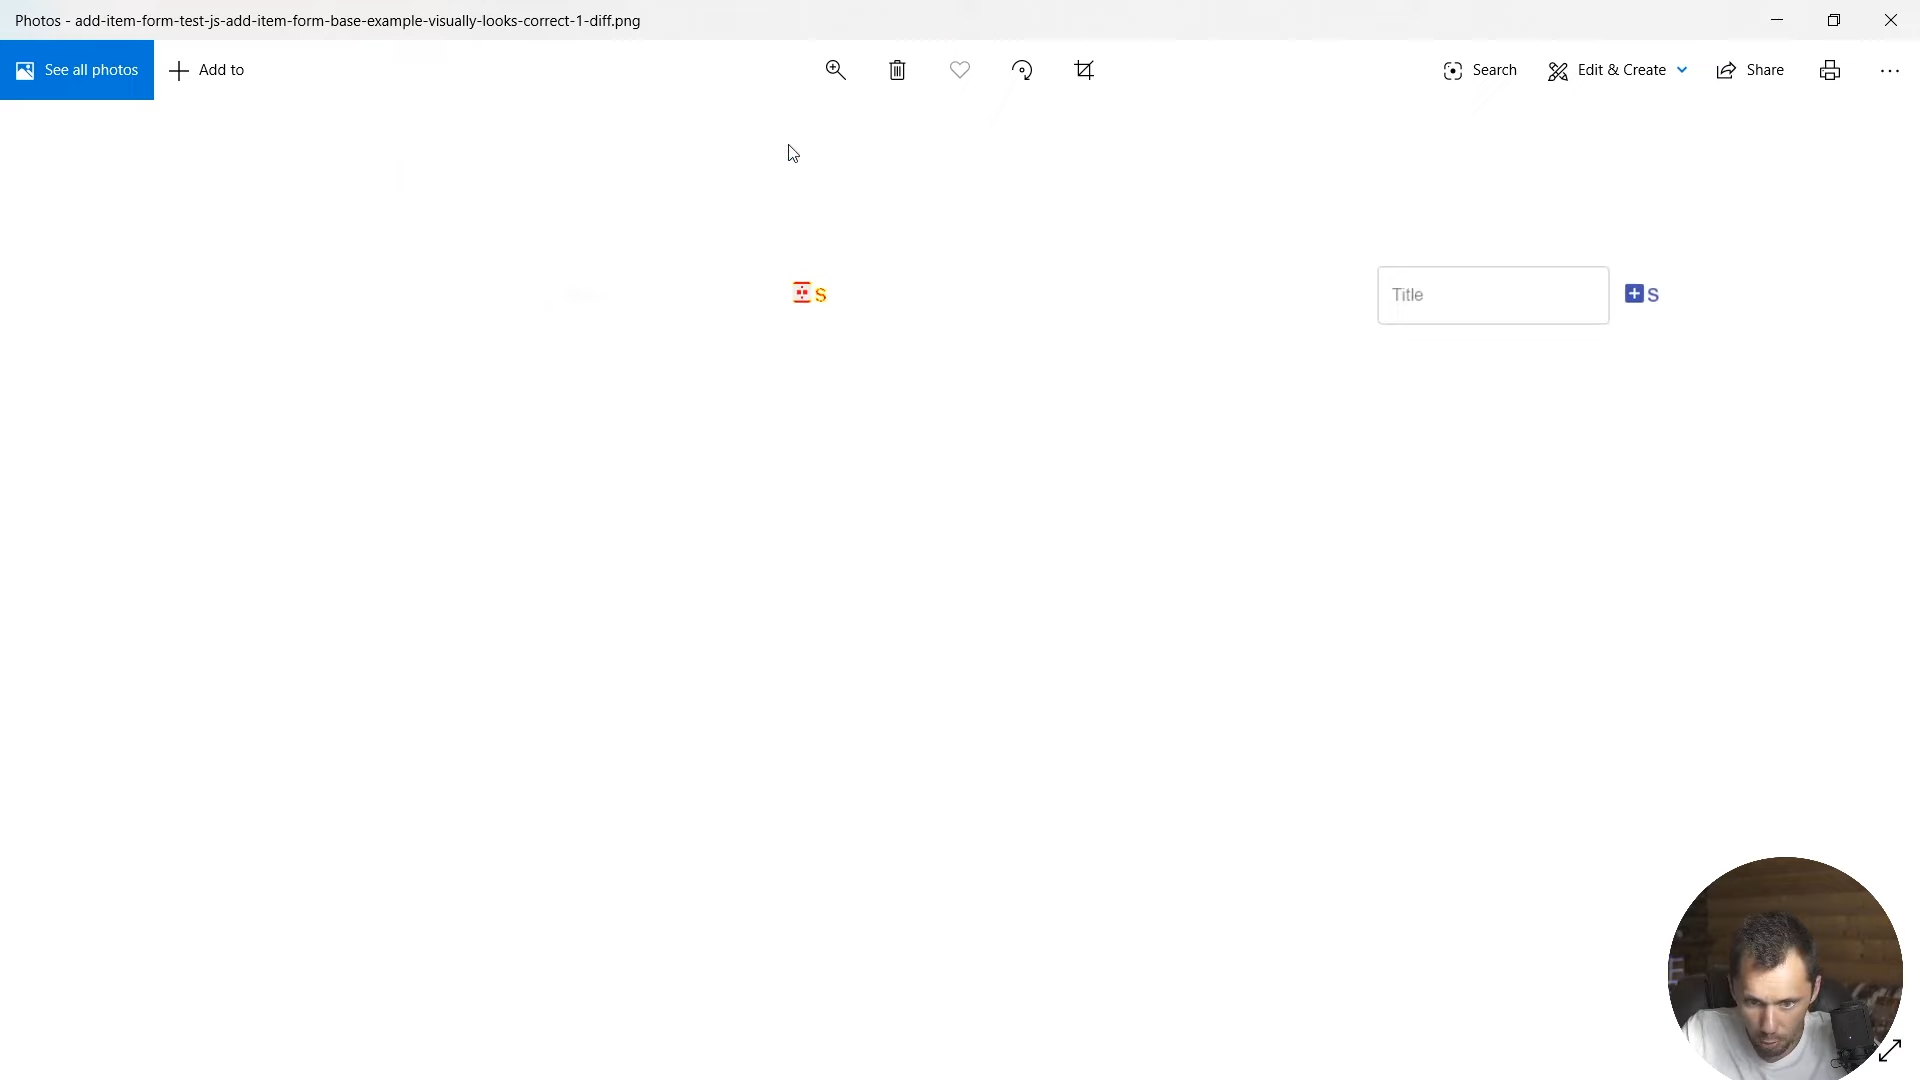 Photos - add-item-form-test-js-add-item-form-base-example-visually-looks-correct-1-diff.png
See all photos
Add to
Search
Edit & Create
Share
S
Title
S